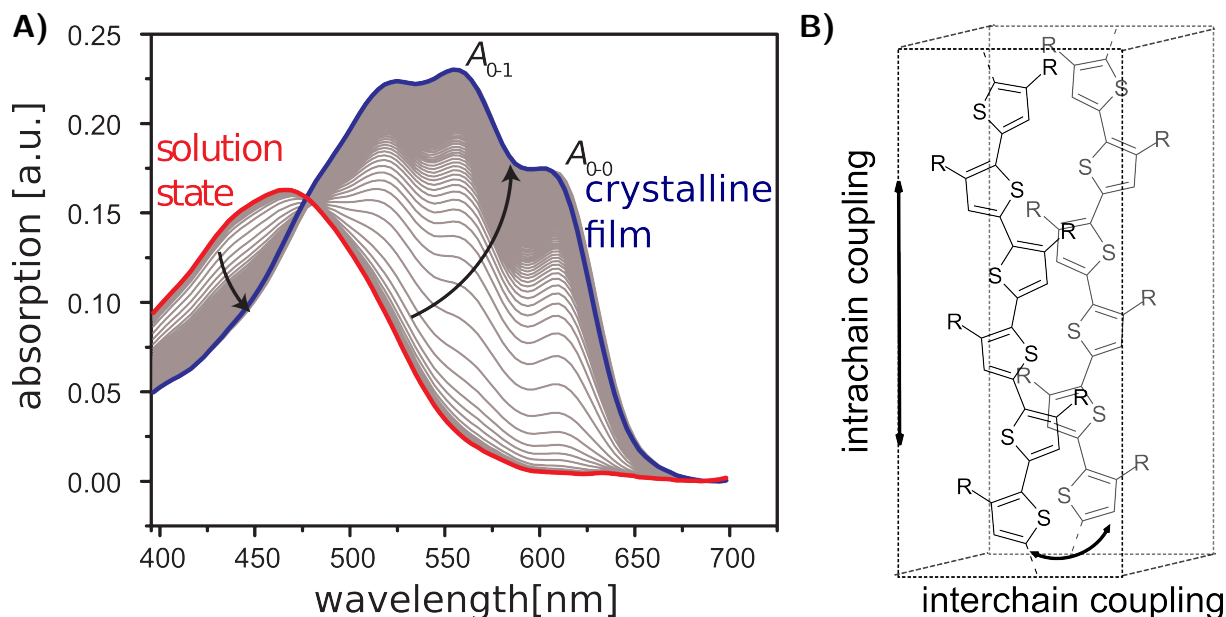 A)
absorption [a.u.]
0.25
0.20
0.15
0.10
0.05
0.00
solution
state
A0-1
A0-0
crystalline
film
400
450
500
550
600
650
700
wavelength[nm]
B)
intrachain coupling
R
R
S
S
R
S
R
S
R
R
S
S
R
S
R
S
R
R
S
S
R
R
S
S
interchain coupling